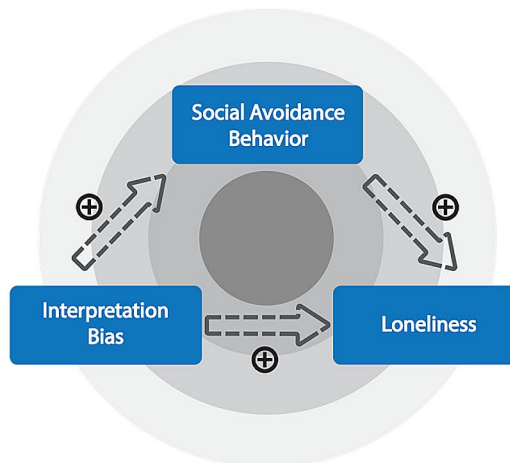 Social Avoidance
Behavior
Interpretation
Bias
Loneliness